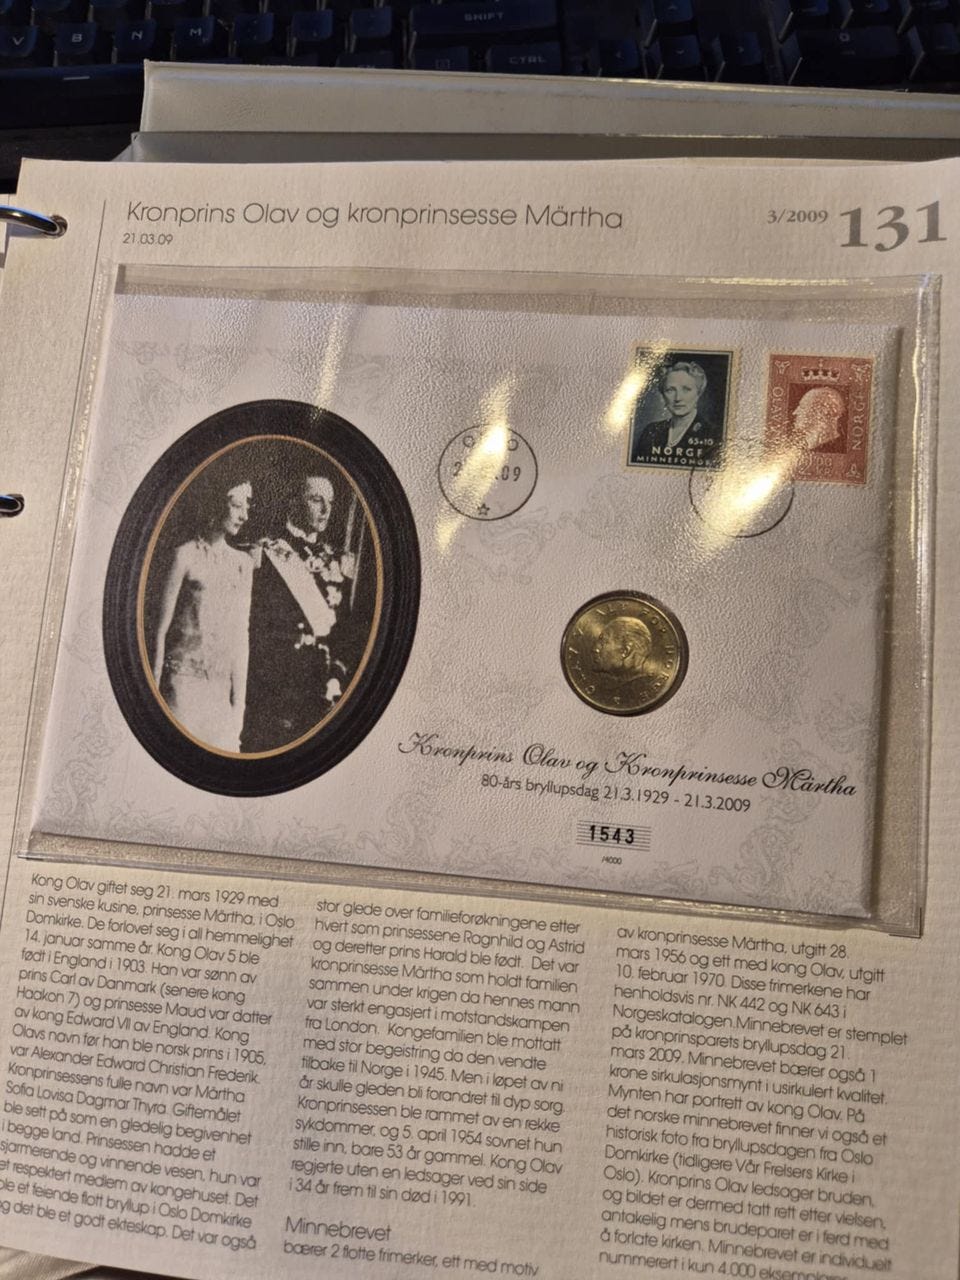 SHIFT
V B N M
CTRL
Kronprins Olav og kronprinsesse Märtha
21.03.09
3/2009 131
65+10
NORGE
MINNEFOND
OLAV V
NORGE
ALT FOR NORGE
Kronprins Olav og Kronprinsesse Märtha
80-års bryllupsdag 21.3.1929 - 21.3.2009
1543
/4000
Kong Olav giftet seg 21. mars 1929 med
sin svenske kusine, prinsesse Märtha, i Oslo
Domkirke. De forlovet seg i all hemmelighet
14. januar samme år. Kong Olav 5 ble
født i England i 1903. Han var sønn av
prins Carl av Danmark (senere kong
Haakon 7) og prinsesse Maud var datter
av kong Edward VII av England. Kong
Olavs navn før han ble norsk prins i 1905,
var Alexander Edward Christian Frederik.
Kronprinsessens fulle navn var Märtha
Sofia Lovisa Dagmar Thyra. Giftemålet
ble sett på som en gledelig begivenhet
i begge land. Prinsessen hadde et
sjarmerende og vinnende vesen, hun var
et respektert medlem av kongehuset. Det
ble et feiende flott bryllup i Oslo Domkirke
og det ble et godt ekteskap. Det var også
stor glede over familieforøkningene etter
hvert som prinsessene Ragnhild og Astrid
og deretter prins Harald ble født. Det var
kronprinsesse Märtha som holdt familien
sammen under krigen da hennes mann
var sterkt engasjert i motstandskampen
fra London. Kongefamilien ble mottatt
med stor begeistring da den vendte
tilbake til Norge i 1945. Men i løpet av ni
år skulle gleden bli forandret til dyp sorg.
Kronprinsessen ble rammet av en rekke
sykdommer, og 5. april 1954 sovnet hun
stille inn, bare 53 år gammel. Kong Olav
regjerte uten en ledsager ved sin side
i 34 år frem til sin død i 1991.
Minnebrevet
bærer 2 flotte frimerker, ett med motiv
av kronprinsesse Märtha, utgitt 28.
mars 1956 og ett med kong Olav, utgitt
10. februar 1970. Disse frimerkene har
henholdsvis nr. NK 442 og NK 643 i
Norgeskatalogen.Minnebrevet er stemplet
på kronprinsparets bryllupsdag 21.
mars 2009. Minnebrevet bærer også 1
krone sirkulasjonsmynt i usirkulert kvalitet.
Mynten har portrett av kong Olav. På
det norske minnebrevet finner vi også et
historisk foto fra bryllupsdagen fra Oslo
Domkirke (tidligere Vår Frelsers Kirke i
Oslo). Kronprins Olav ledsager bruden,
og bildet er dermed tatt rett etter vielsen,
antakelig mens brudeparet er i ferd med
å forlate kirken. Minnebrevet er individuelt
nummerert i kun 4.000